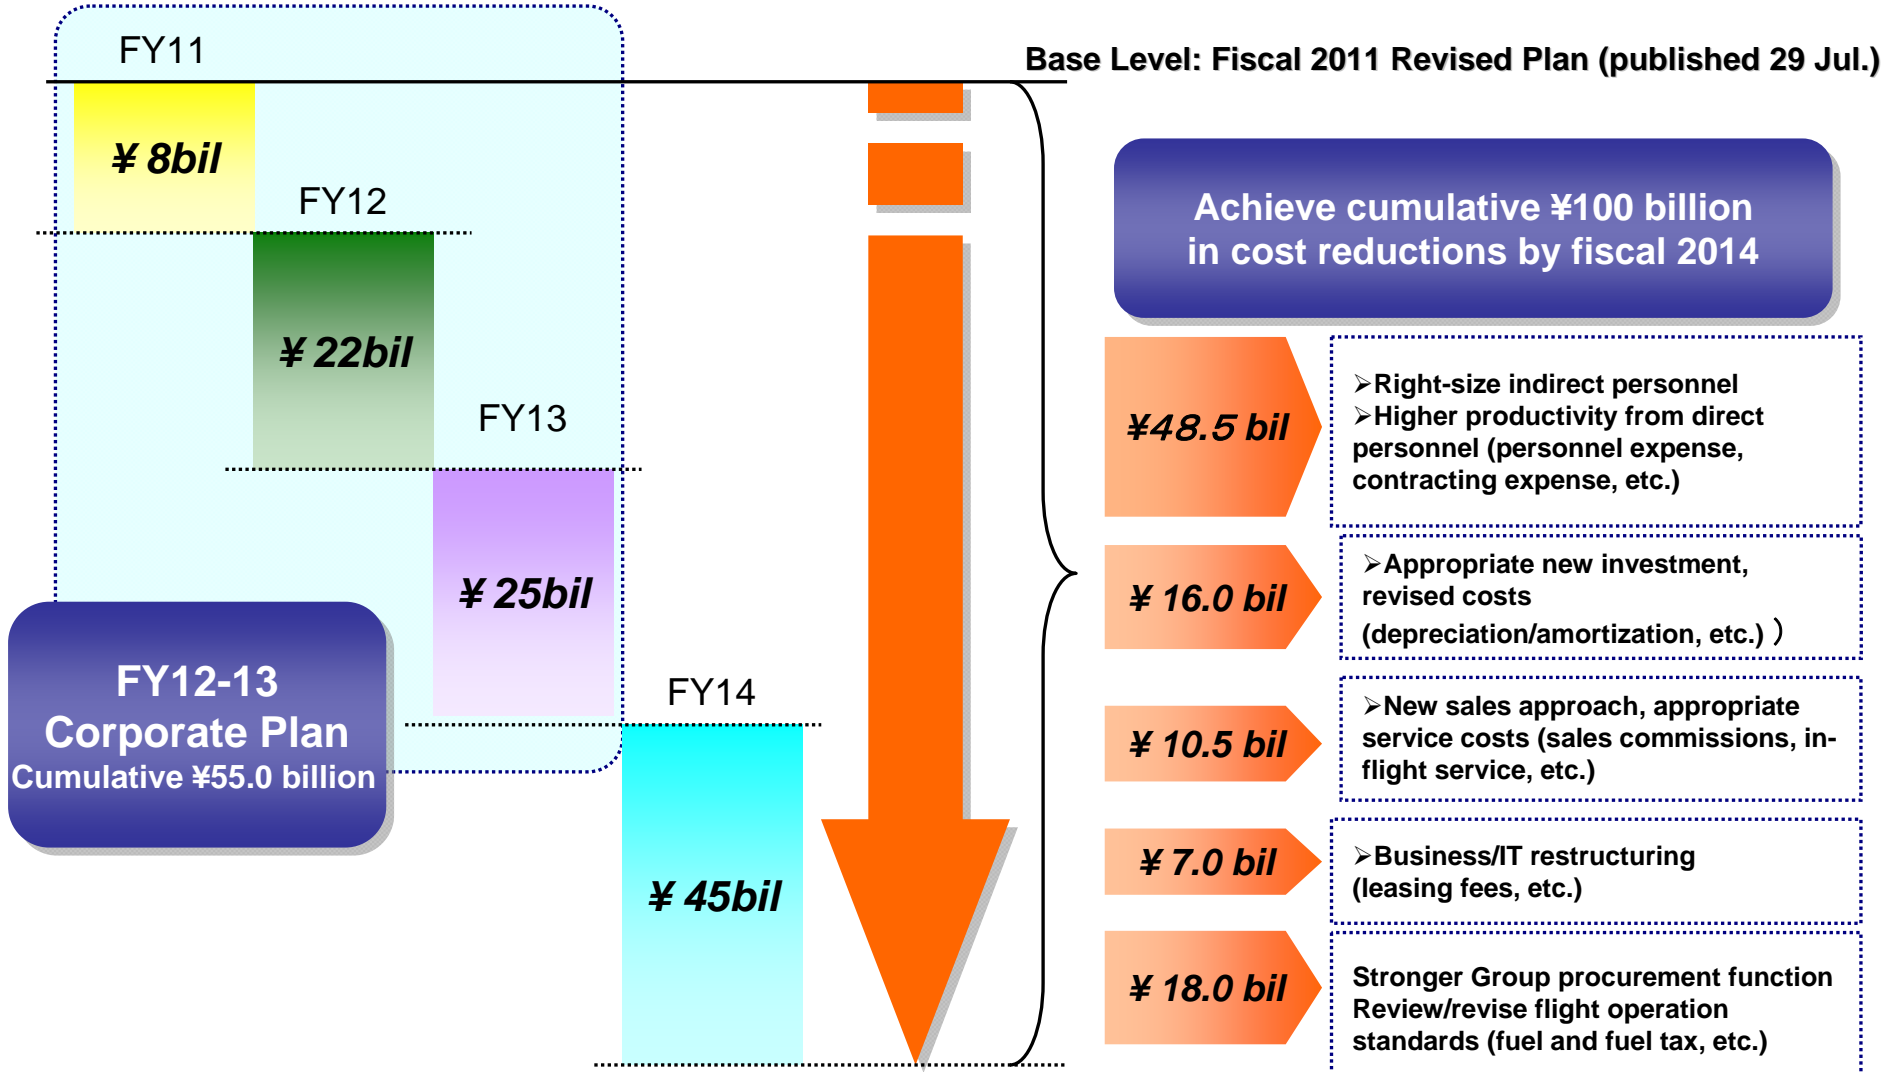 FY11
Base Level: Fiscal 2011 Revised Plan (published 29 Jul.)
¥ 8bil
FY12
¥ 22bil
FY13
¥ 25bil
FY14
¥ 45bil
FY12-13
Corporate Plan
Cumulative ¥55.0 billion
Achieve cumulative ¥100 billion
in cost reductions by fiscal 2014
¥48.5 bil
➢Right-size indirect personnel
➢Higher productivity from direct
personnel (personnel expense,
contracting expense, etc.)
¥ 16.0 bil
➢Appropriate new investment,
revised costs
(depreciation/amortization, etc.) ）
¥ 10.5 bil
➢New sales approach, appropriate
service costs (sales commissions, in-
flight service, etc.)
¥ 7.0 bil
➢Business/IT restructuring
(leasing fees, etc.)
¥ 18.0 bil
Stronger Group procurement function
Review/revise flight operation
standards (fuel and fuel tax, etc.)